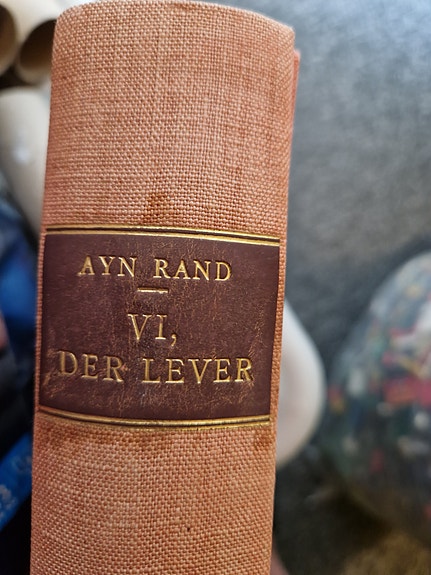 AYN RAND
VI,
DER LEVER